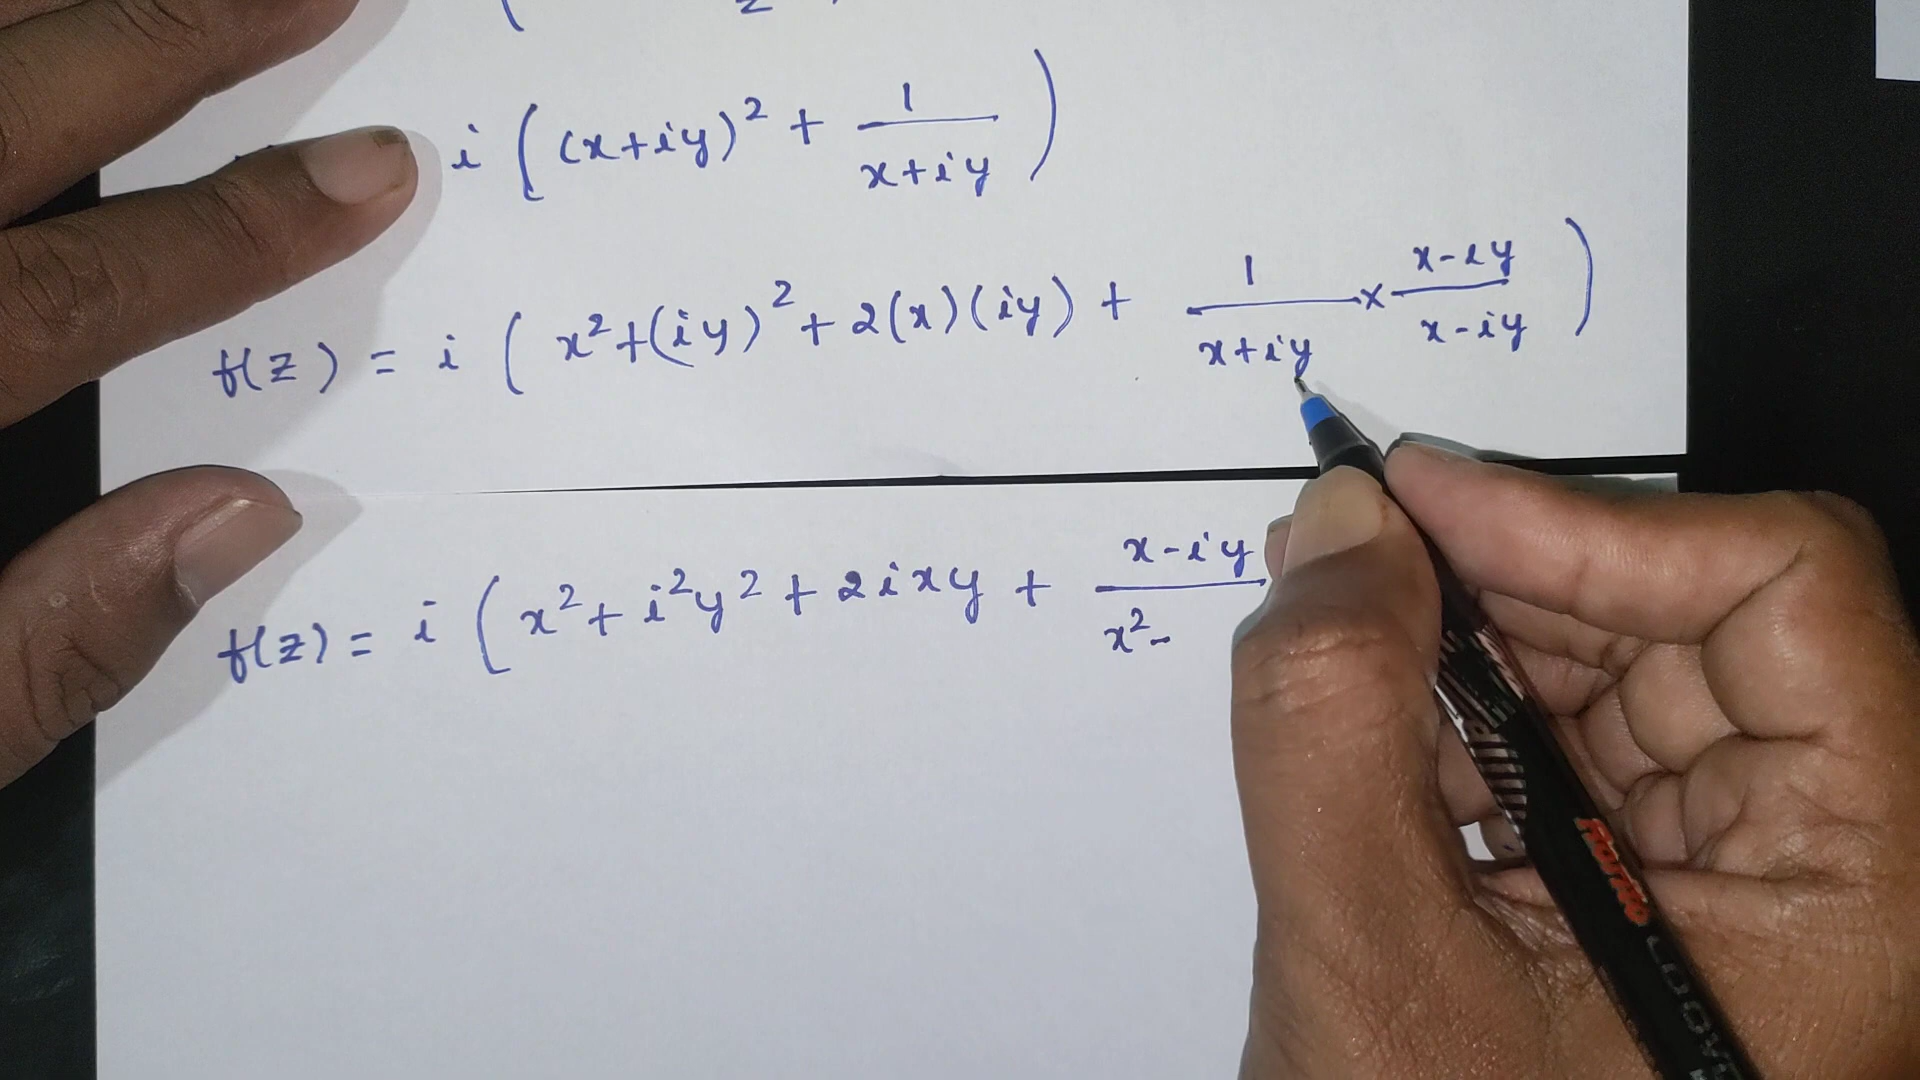 ( z
i ( (x+iy)² + 1/(x+iy) )
f(z) = i ( x²+(iy)²+2(x)(iy) + 1/(x+iy) × (x-iy)/(x-iy) )
f(z) = i ( x²+i²y²+2ixy + (x-iy)/(x²-